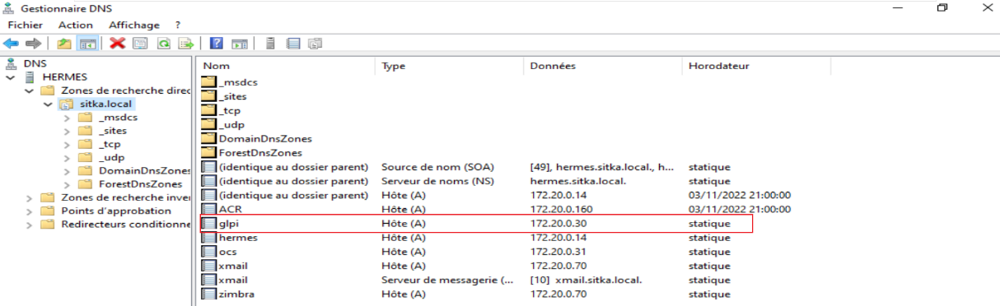 Gestionnaire DNS
Fichier Action Affichage ?
DNS
HERMES
Zones de recherche direc
sitka.local
_msdcs
_sites
_tcp
_udp
DomainDnsZones
ForestDnsZones
Zones de recherche inver
Points d'approbation
Redirecteurs conditionne
Nom Type Données Horodateur
_msdcs
_sites
_tcp
_udp
DomainDnsZones
ForestDnsZones
(identique au dossier parent) Source de nom (SOA) [49], hermes.sitka.local., h... statique
(identique au dossier parent) Serveur de noms (NS) hermes.sitka.local. statique
(identique au dossier parent) Hôte (A) 172.20.0.14 03/11/2022 21:00:00
ACR Hôte (A) 172.20.0.160 03/11/2022 21:00:00
glpi Hôte (A) 172.20.0.30 statique
hermes Hôte (A) 172.20.0.14 statique
ocs Hôte (A) 172.20.0.31 statique
xmail Hôte (A) 172.20.0.70 statique
xmail Serveur de messagerie (... [10] xmail.sitka.local. statique
zimbra Hôte (A) 172.20.0.70 statique